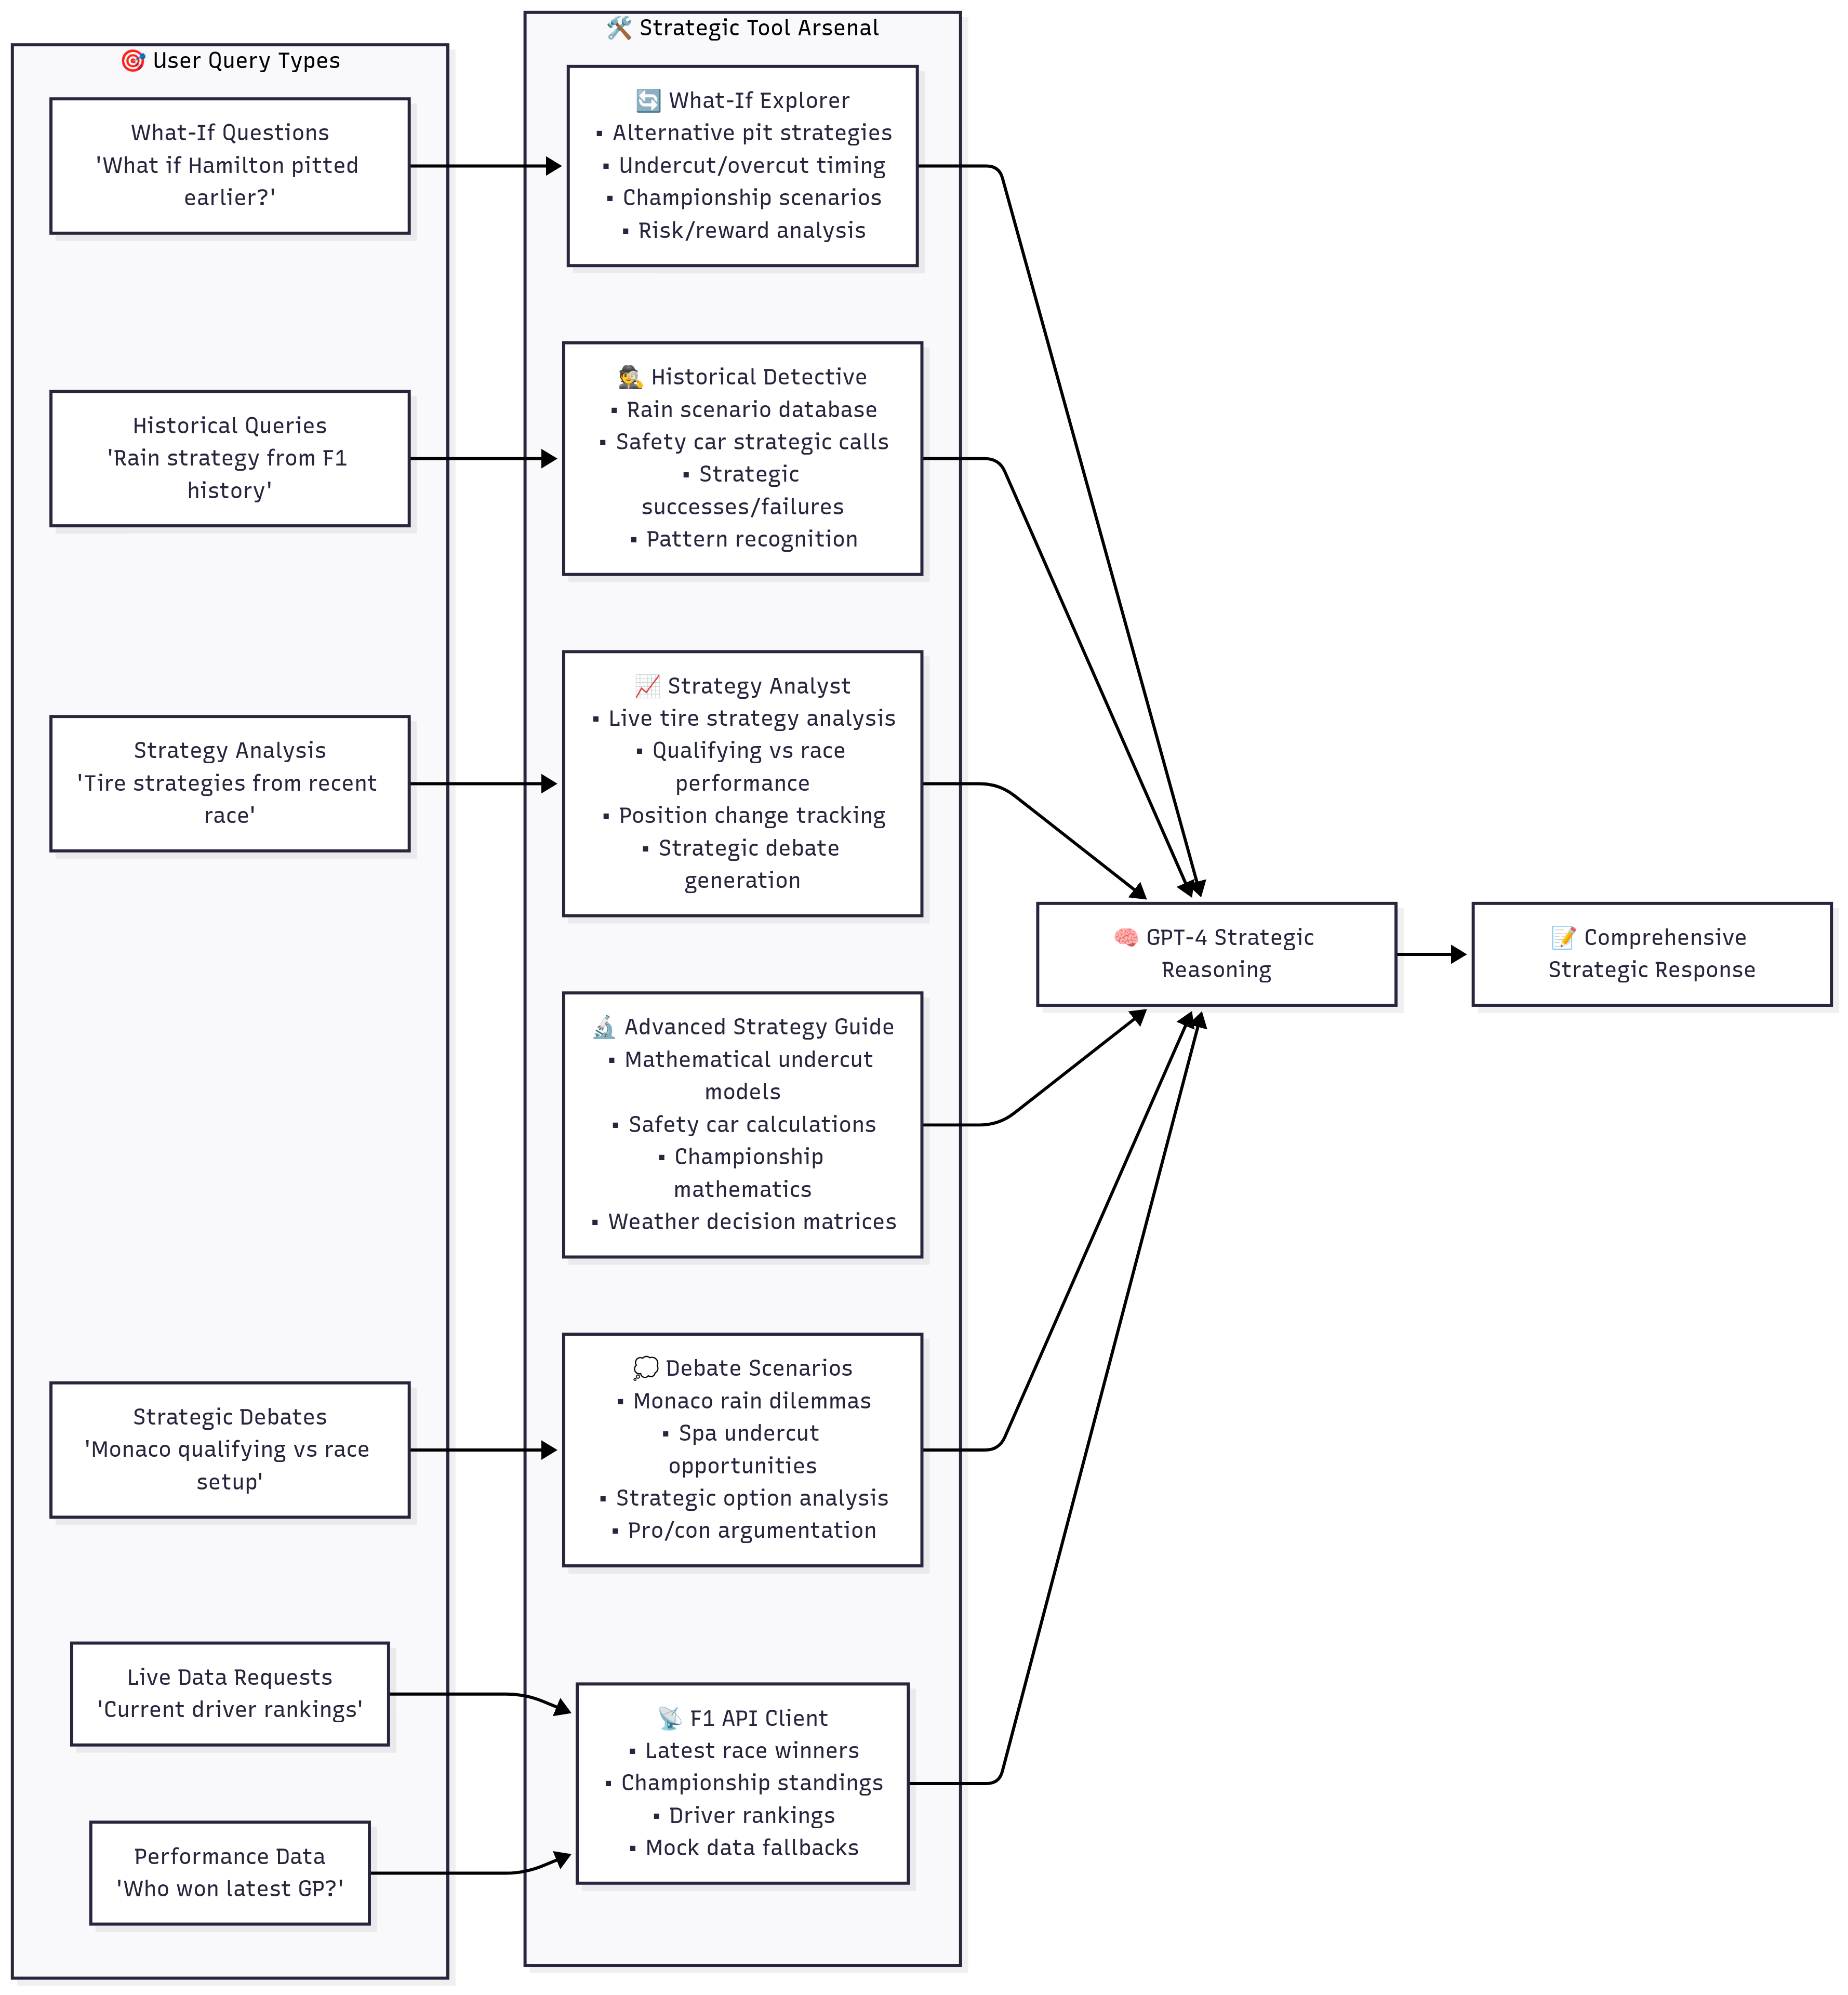 🎯 User Query Types
What-If Questions
'What if Hamilton pitted
earlier?'
Historical Queries
'Rain strategy from F1
history'
Strategy Analysis
'Tire strategies from recent
race'
Strategic Debates
'Monaco qualifying vs race
setup'
Live Data Requests
'Current driver rankings'
Performance Data
'Who won latest GP?'
🛠️ Strategic Tool Arsenal
🔄 What-If Explorer
▪ Alternative pit strategies
▪ Undercut/overcut timing
▪ Championship scenarios
▪ Risk/reward analysis
🕵️ Historical Detective
▪ Rain scenario database
▪ Safety car strategic calls
▪ Strategic
successes/failures
▪ Pattern recognition
📈 Strategy Analyst
▪ Live tire strategy analysis
▪ Qualifying vs race
performance
▪ Position change tracking
▪ Strategic debate
generation
🔬 Advanced Strategy Guide
▪ Mathematical undercut
models
▪ Safety car calculations
▪ Championship
mathematics
▪ Weather decision matrices
💭 Debate Scenarios
▪ Monaco rain dilemmas
▪ Spa undercut
opportunities
▪ Strategic option analysis
▪ Pro/con argumentation
📡 F1 API Client
▪ Latest race winners
▪ Championship standings
▪ Driver rankings
▪ Mock data fallbacks
🧠 GPT-4 Strategic
Reasoning
📝 Comprehensive
Strategic Response